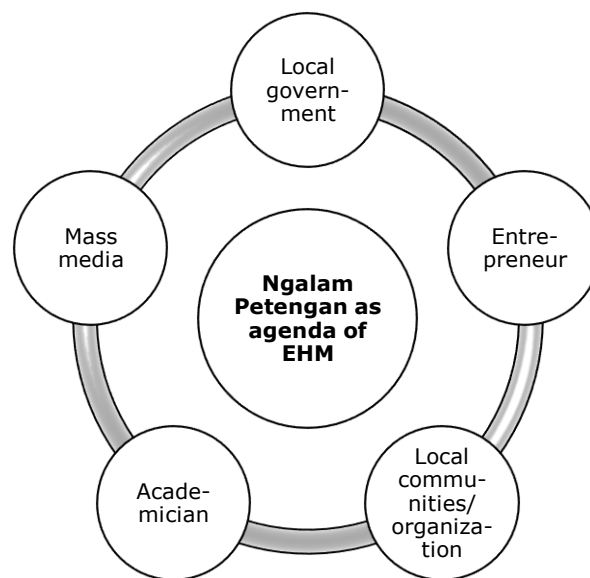 Local
govern-
ment
Entre-
preneur
Local
commu-
nities/
organiza-
tion
Acade-
mician
Mass
media
Ngalam
Petengan as
agenda of
EHM